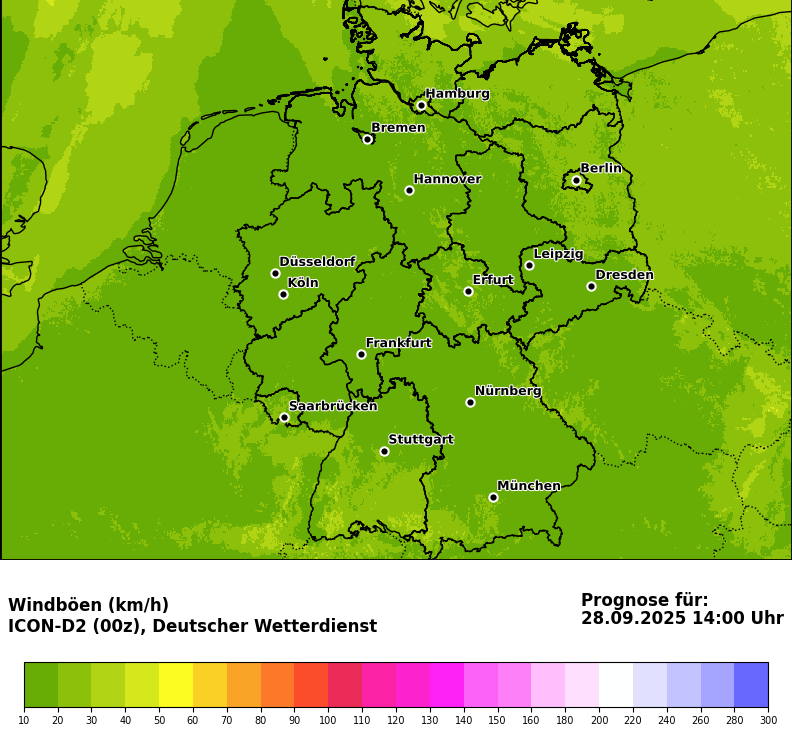 Hamburg
Bremen
Hannover
Berlin
Düsseldorf
Köln
Leipzig
Erfurt
Dresden
Frankfurt
Nürnberg
Saarbrücken
Stuttgart
München
Windböen (km/h)
ICON-D2 (00z), Deutscher Wetterdienst
Prognose für:
28.09.2025 14:00 Uhr
10 20 30 40 50 60 70 80 90 100 110 120 130 140 150 160 180 200 220 240 260 280 300